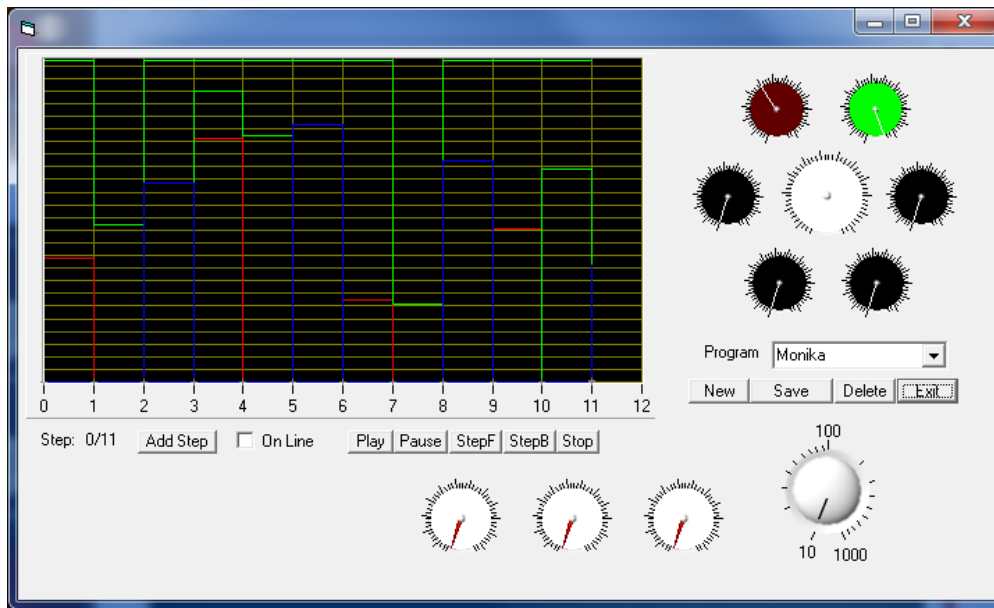 0 1 2 3 4 5 6 7 8 9 10 11 12
Program Monika
New Save Delete Exit
Step: 0/11 Add Step On Line Play Pause StepF StepB Stop
100
10 1000